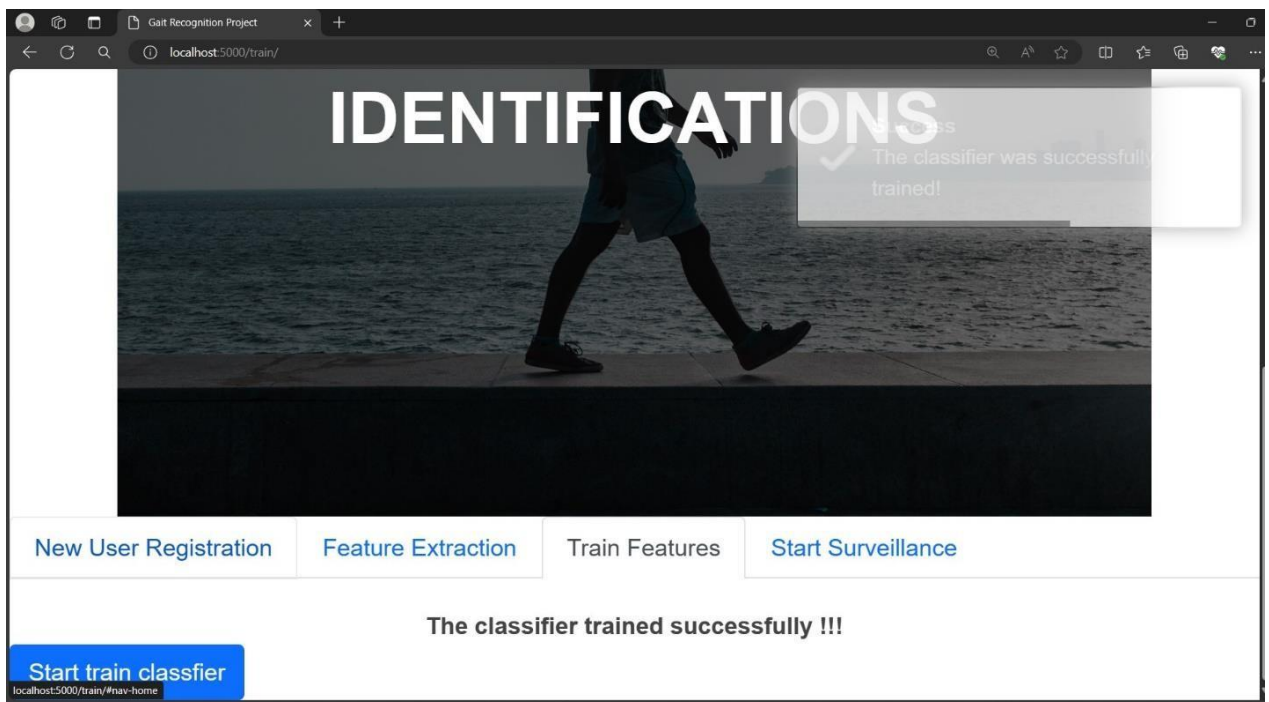 Gait Recognition Project
localhost:5000/train/
IDENTIFICATIONS
Success
The classifier was successfully
trained!
New User Registration
Feature Extraction
Train Features
Start Surveillance
The classifier trained successfully !!!
Start train classfier
localhost:5000/train/#nav-home